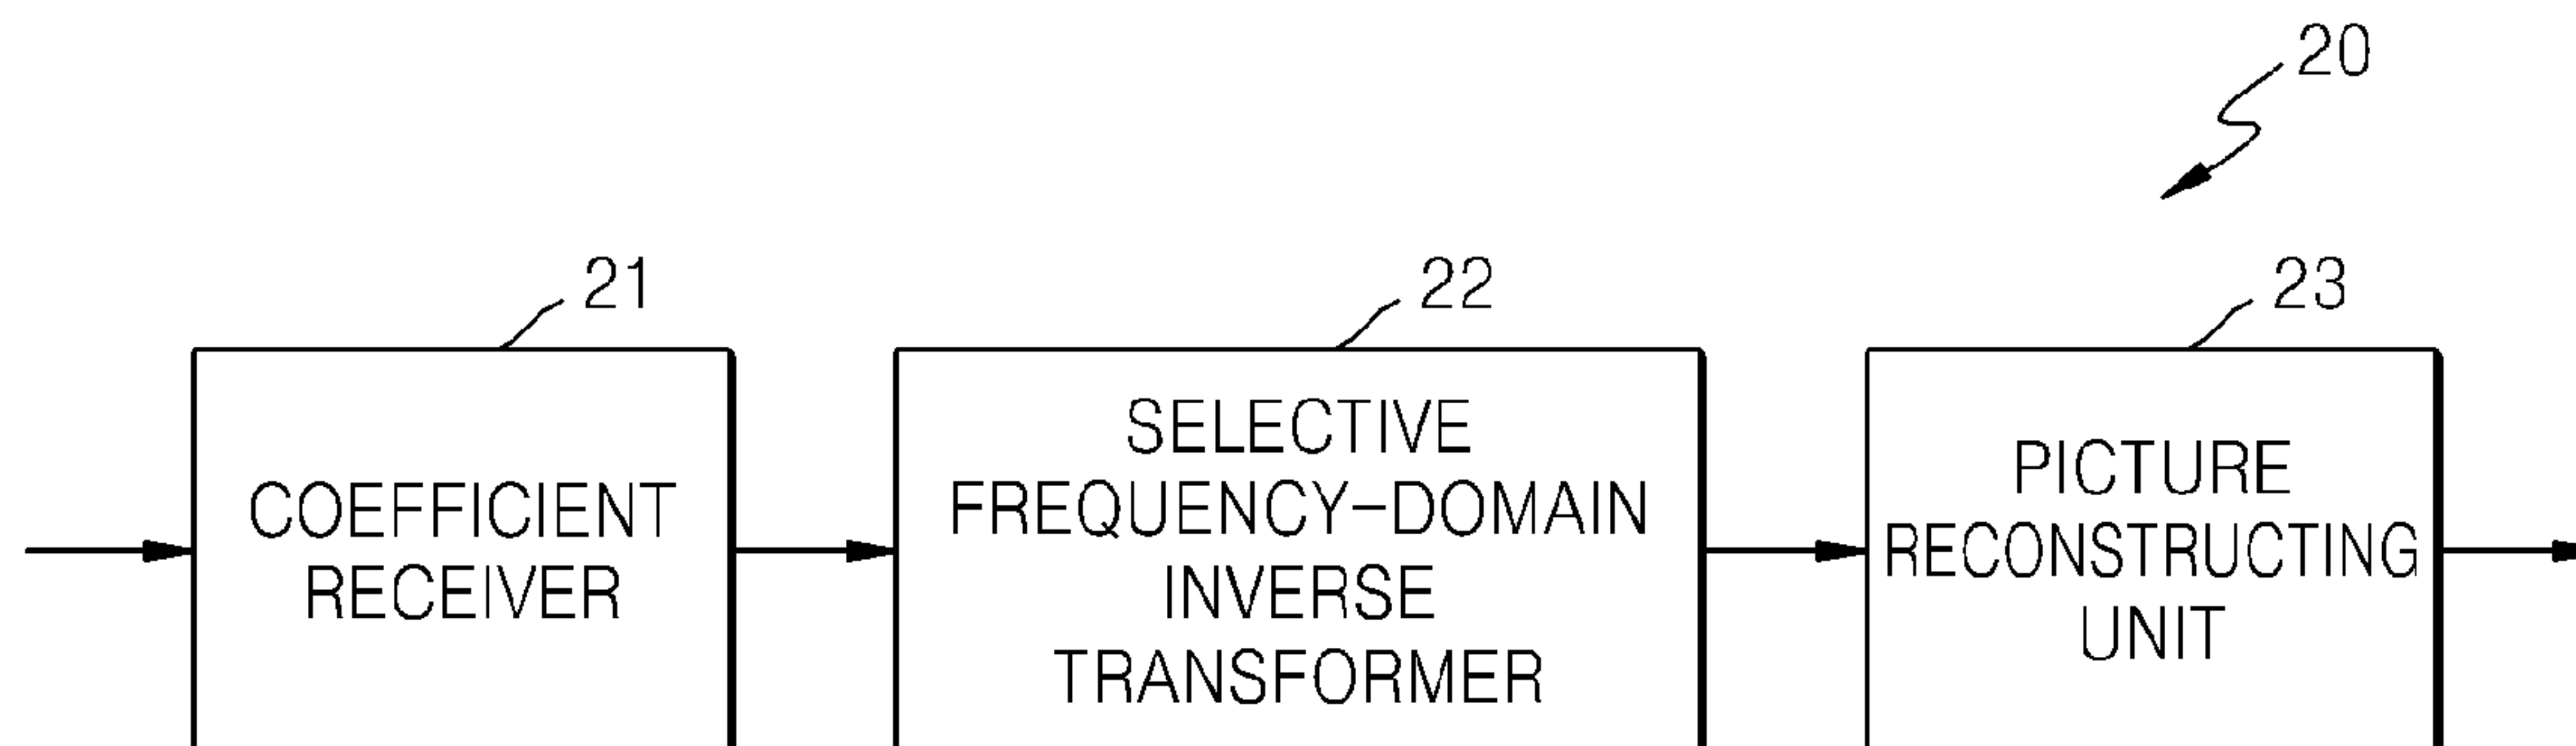 20
21
22
23
COEFFICIENT
RECEIVER
SELECTIVE
FREQUENCY-DOMAIN
INVERSE
TRANSFORMER
PICTURE
RECONSTRUCTING
UNIT